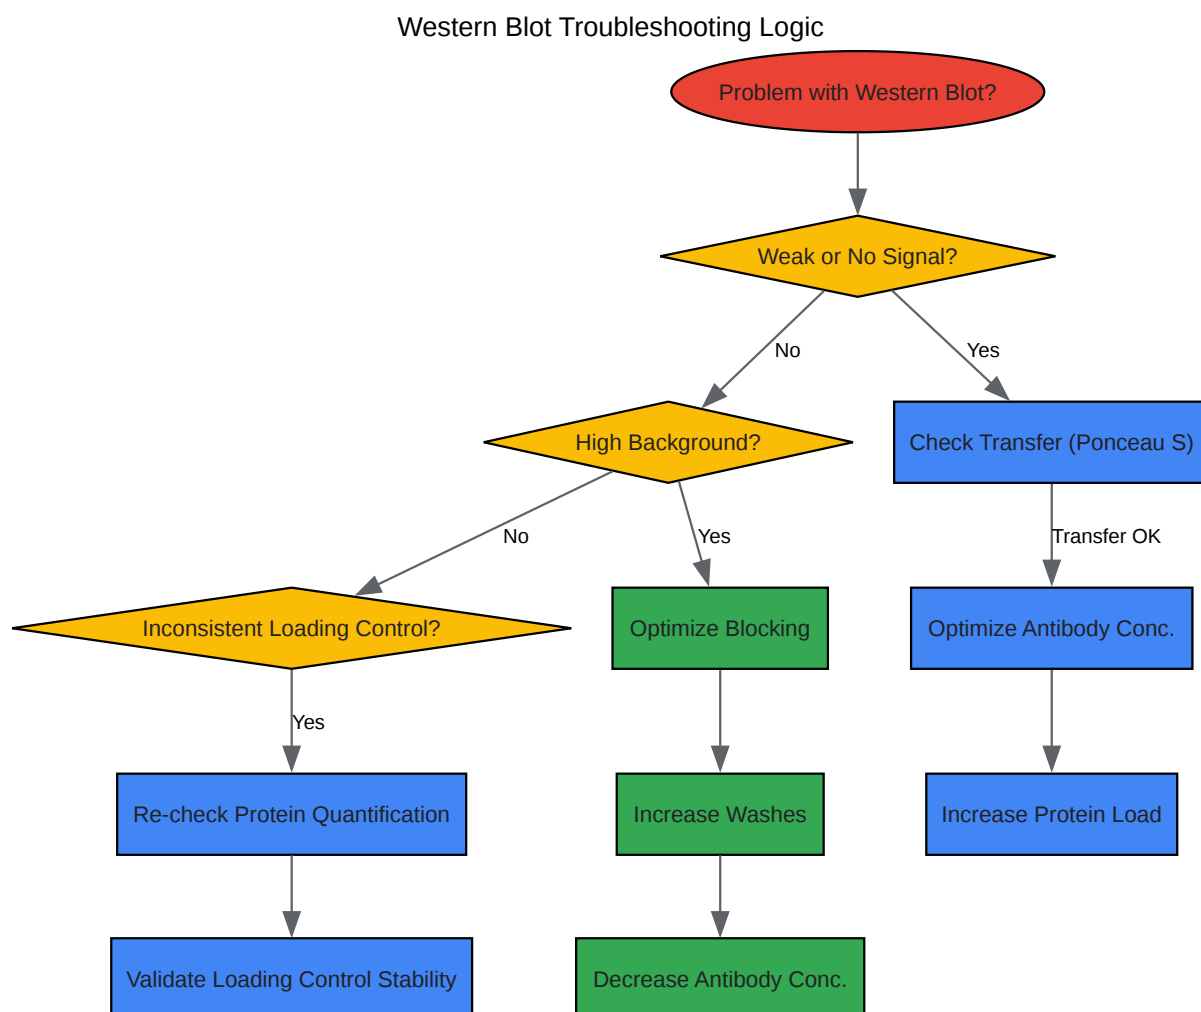 Western Blot Troubleshooting Logic
Problem with Western Blot?
Weak or No Signal?
No
Yes
High Background?
Check Transfer (Ponceau S)
No
Yes
Transfer OK
Inconsistent Loading Control?
Optimize Blocking
Optimize Antibody Conc.
Yes
Re-check Protein Quantification
Increase Washes
Increase Protein Load
Validate Loading Control Stability
Decrease Antibody Conc.